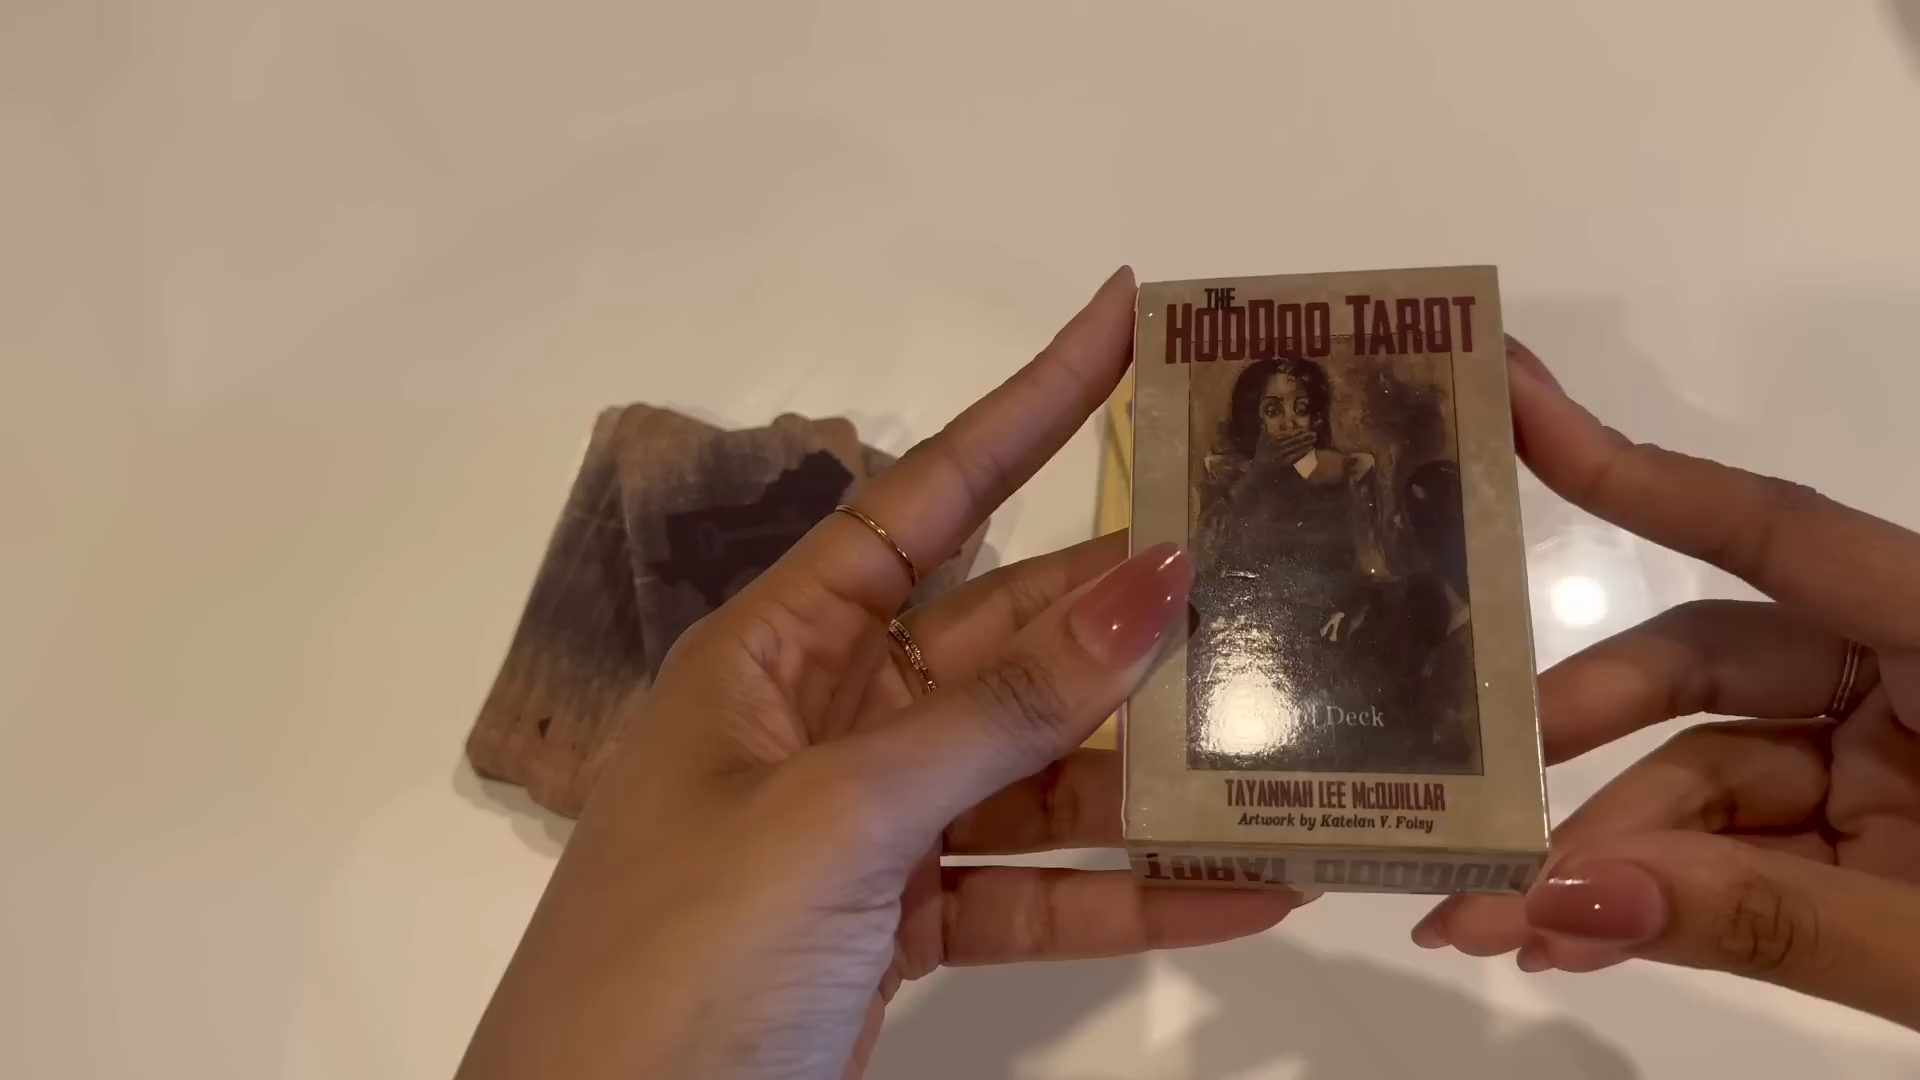 THE
HOODOO TAROT
Deck
TAYANNAH LEE McQUILLAR
Artwork by Katelan V. Foisy
HOODOO TAROT